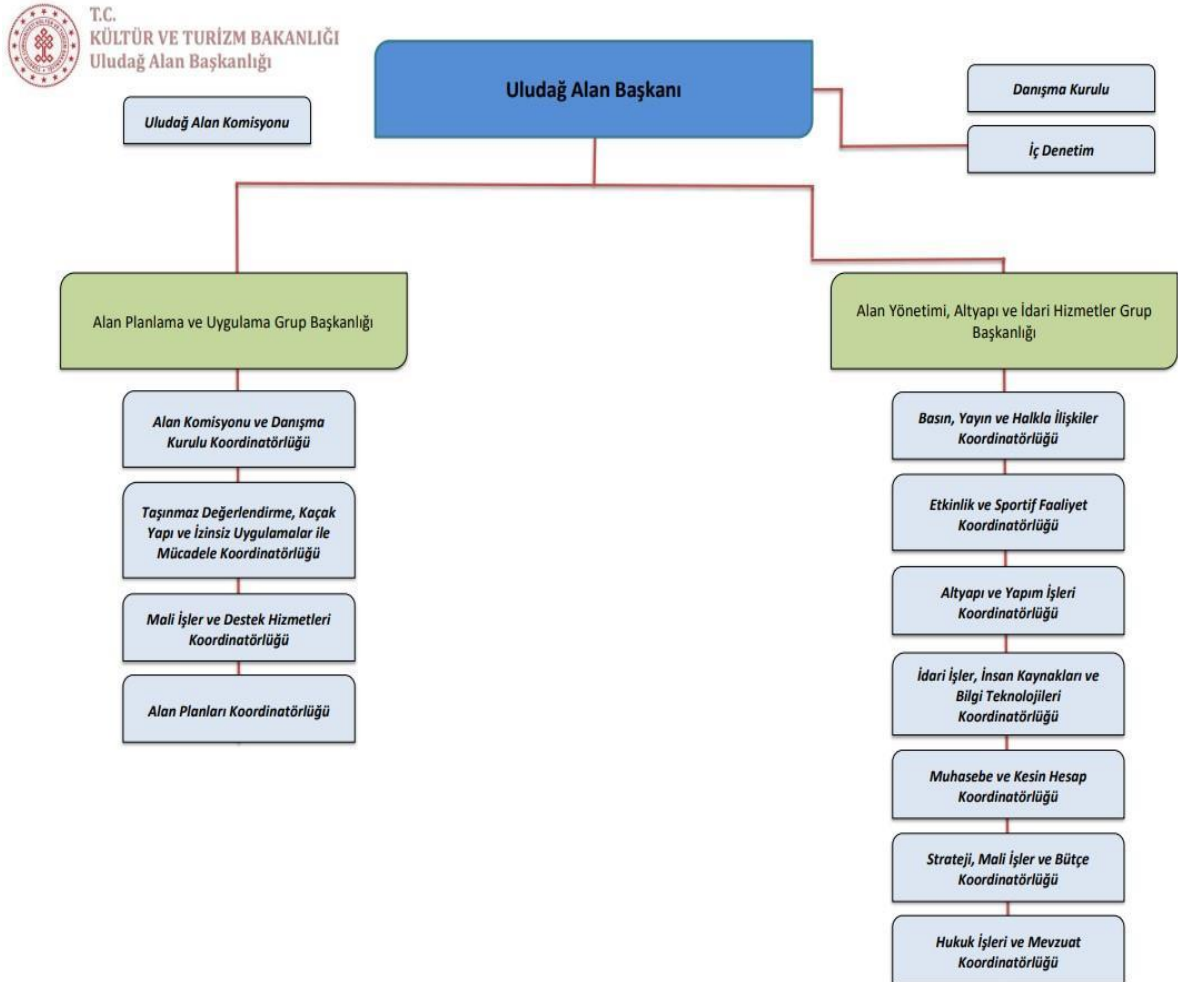 T.C.
KÜLTÜR VE TURİZM BAKANLIĞI
Uludağ Alan Başkanlığı
Uludağ Alan Komisyonu
Uludağ Alan Başkanı
Danışma Kurulu
İç Denetim
Alan Planlama ve Uygulama Grup Başkanlığı
Alan Komisyonu ve Danışma
Kurulu Koordinatörlüğü
Taşınmaz Değerlendirme, Kaçak
Yapı ve İzinsiz Uygulamalar ile
Mücadele Koordinatörlüğü
Mali İşler ve Destek Hizmetleri
Koordinatörlüğü
Alan Planları Koordinatörlüğü
Alan Yönetimi, Altyapı ve İdari Hizmetler Grup
Başkanlığı
Basın, Yayın ve Halkla İlişkiler
Koordinatörlüğü
Etkinlik ve Sportif Faaliyet
Koordinatörlüğü
Altyapı ve Yapım İşleri
Koordinatörlüğü
İdari İşler, İnsan Kaynakları ve
Bilgi Teknolojileri
Koordinatörlüğü
Muhasebe ve Kesin Hesap
Koordinatörlüğü
Strateji, Mali İşler ve Bütçe
Koordinatörlüğü
Hukuk İşleri ve Mevzuat
Koordinatörlüğü